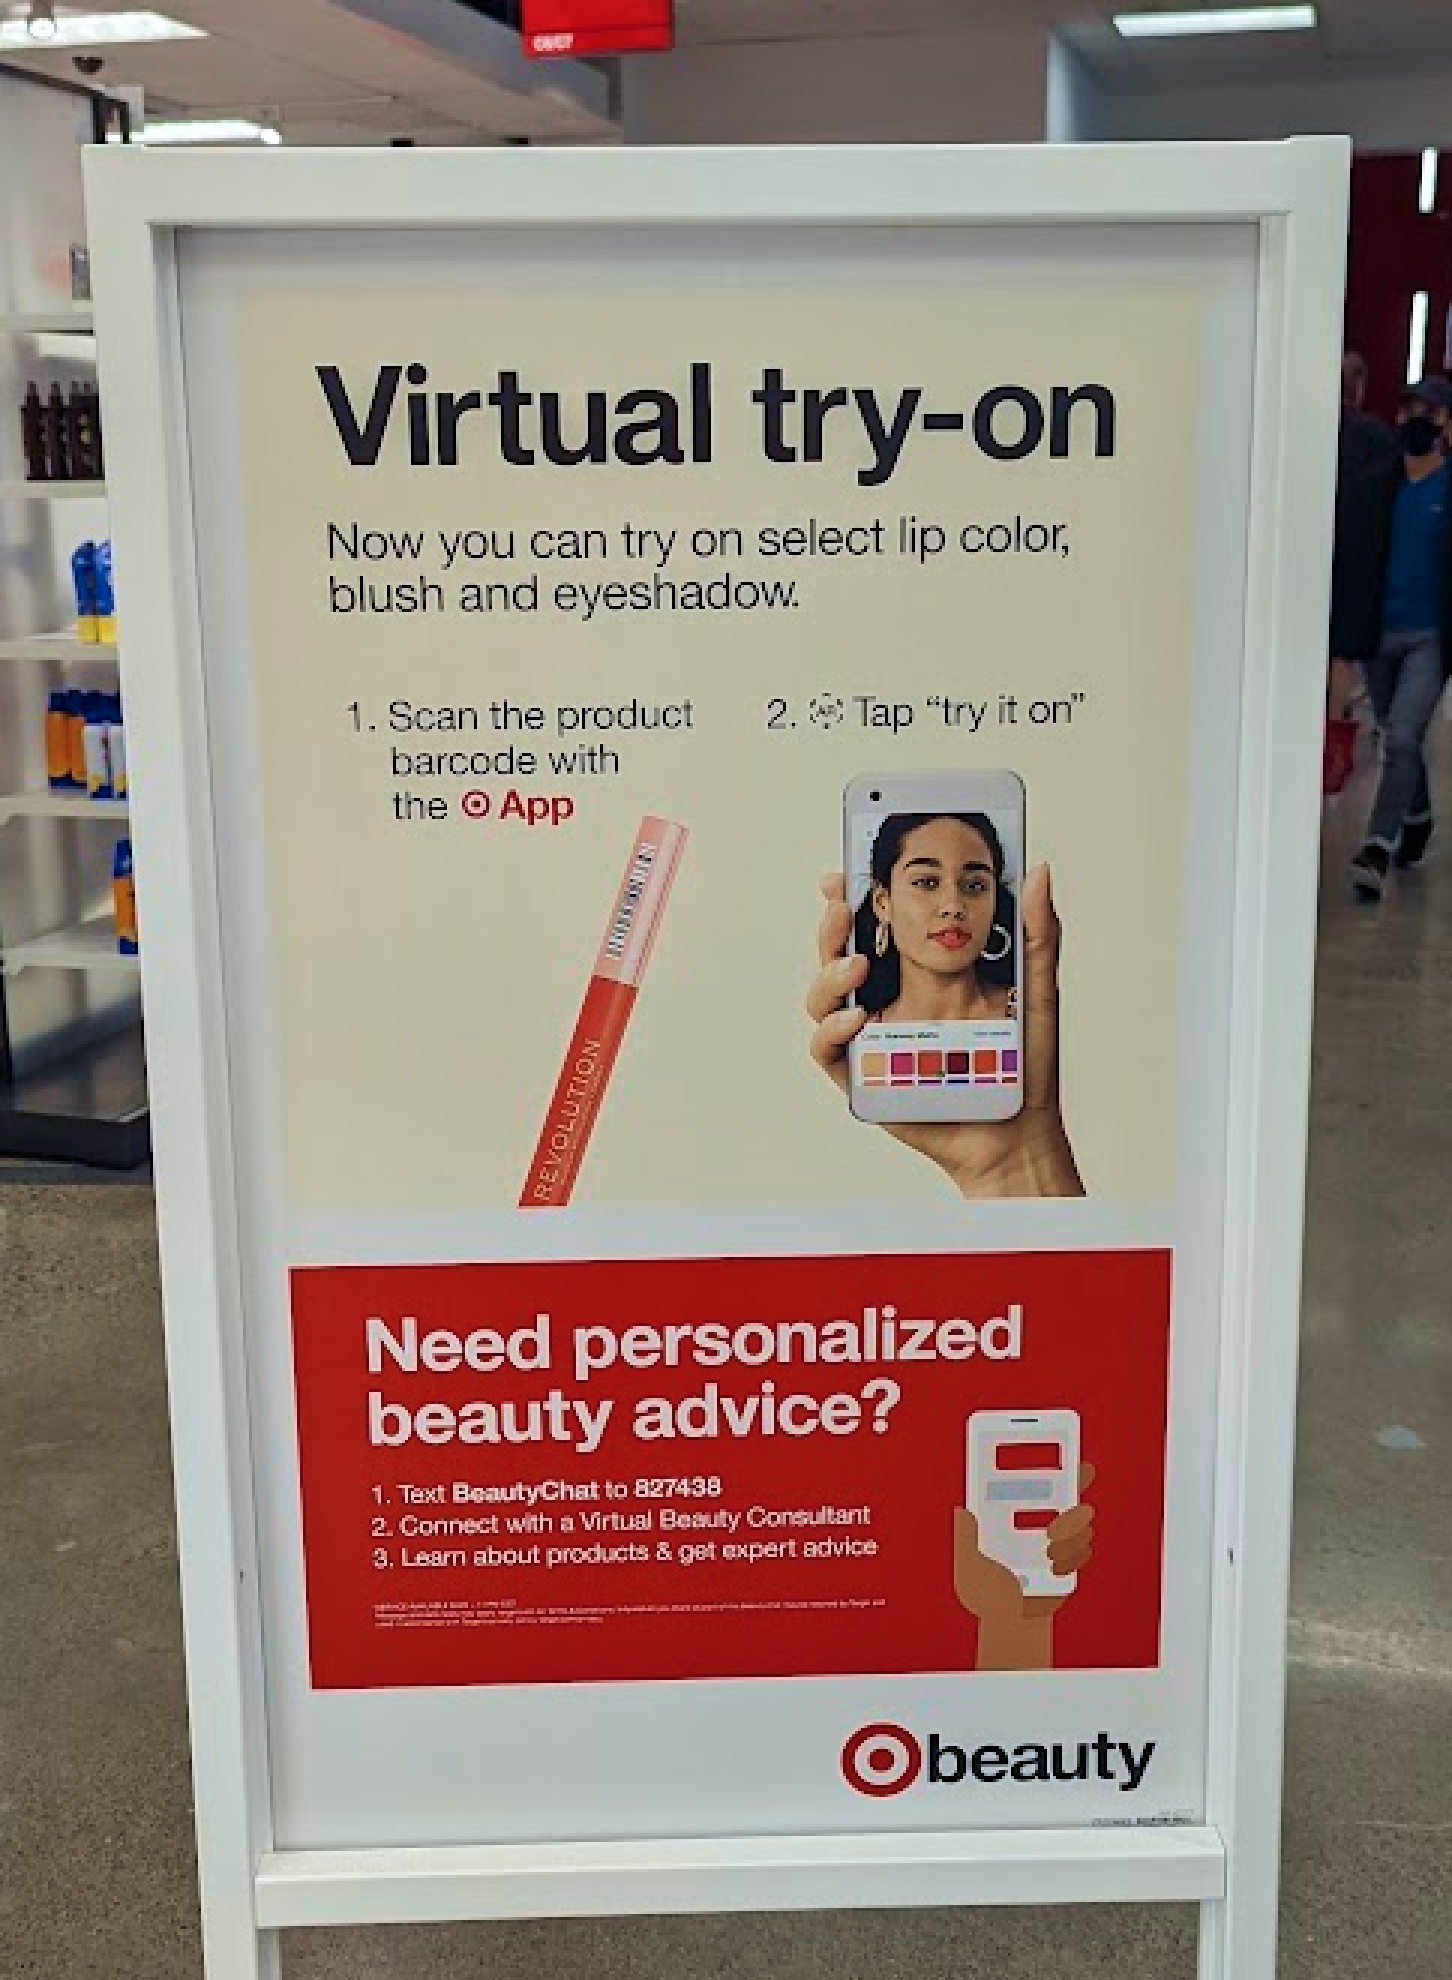 Virtual try-on
Now you can try on select lip color,
blush and eyeshadow.
1. Scan the product
barcode with
the App
2. Tap "try it on"
REVOLUTION
Need personalized
beauty advice?
1. Text BeautyChat to 827438
2. Connect with a Virtual Beauty Consultant
3. Learn about products & get expert advice
beauty